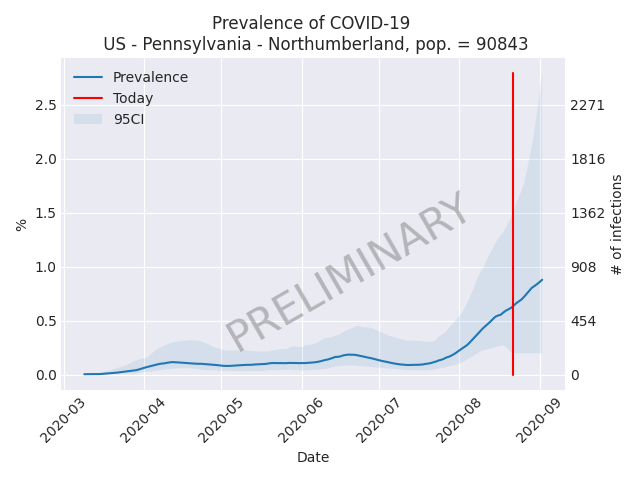 Prevalence of COVID-19
US - Pennsylvania - Northumberland, pop. = 90843
Prevalence
Today
95CI
PRELIMINARY
%
2.5
2.0
1.5
1.0
0.5
0.0
2271
1816
1362
908
454
0
# of infections
2020-03
2020-04
2020-05
2020-06
2020-07
2020-08
2020-09
Date